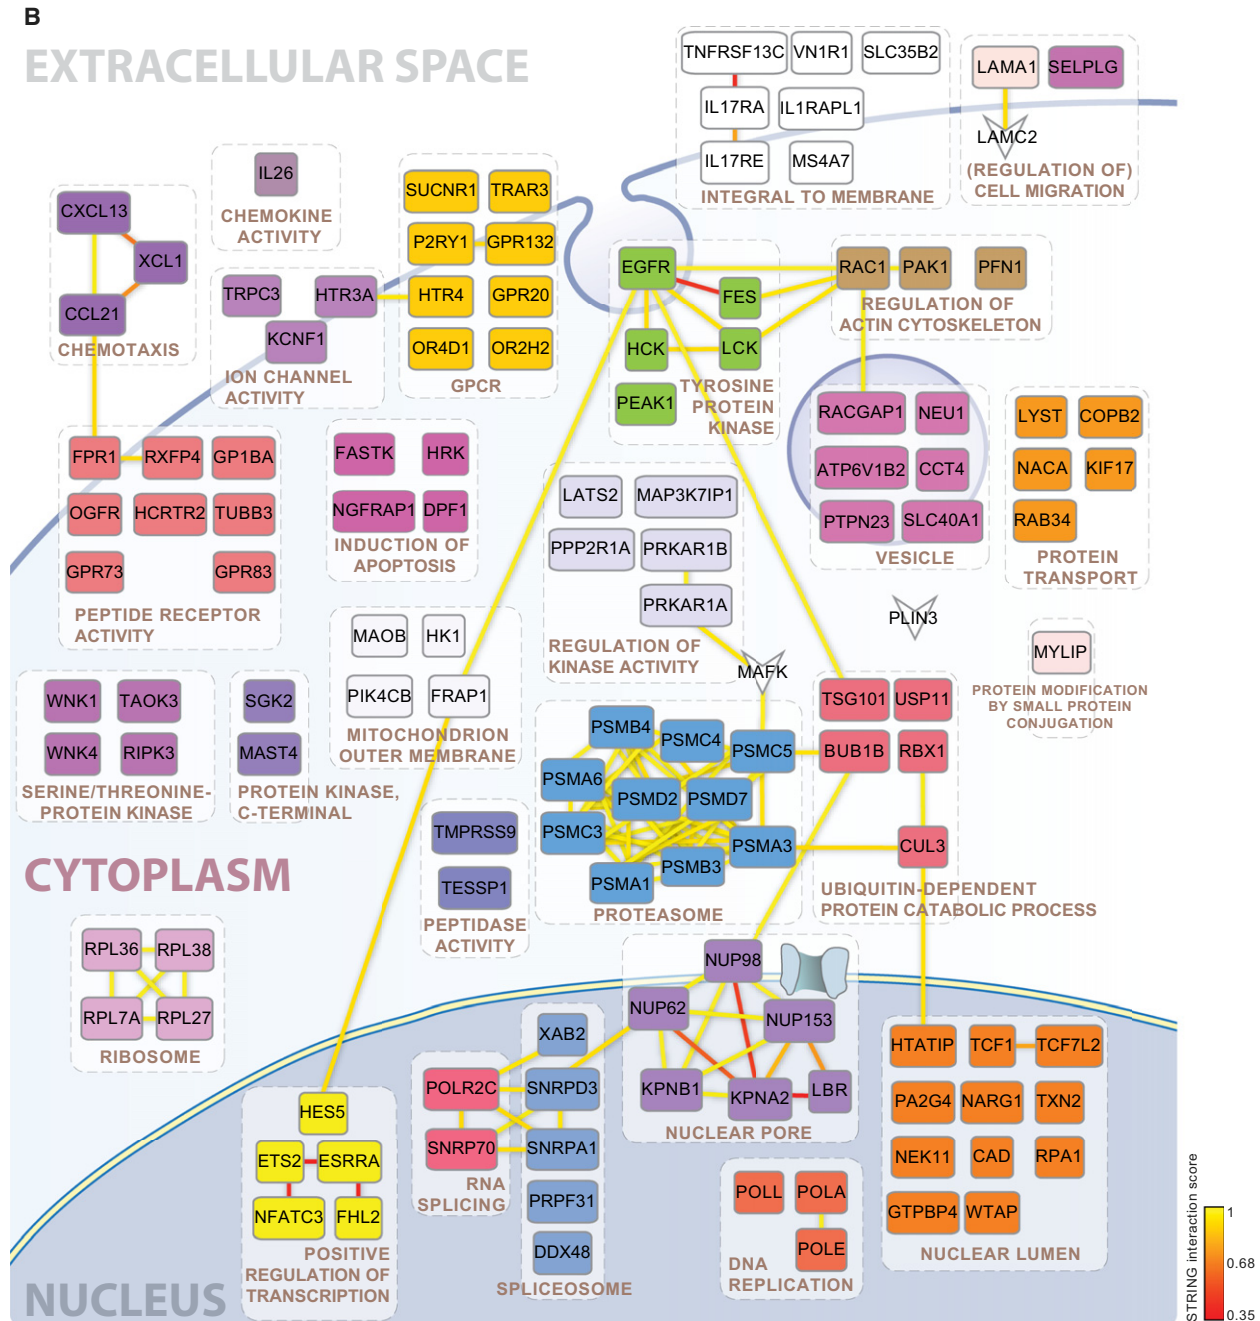 B
EXTRACELLULAR SPACE
TNFRSF13C VN1R1 SLC35B2
IL17RA IL1RAPL1
IL17RE MS4A7
INTEGRAL TO MEMBRANE
LAMA1 SELPLG
LAMC2
(REGULATION OF)
CELL MIGRATION
IL26
CHEMOKINE
ACTIVITY
CXCL13
XCL1
CCL21
CHEMOTAXIS
TRPC3 HTR3A
KCNF1
ION CHANNEL
ACTIVITY
SUCNR1 TRAR3
P2RY1 GPR132
HTR4 GPR20
OR4D1 OR2H2
GPCR
EGFR
FES
HCK LCK
PEAK1
TYROSINE
PROTEIN
KINASE
RAC1 PAK1 PFN1
REGULATION OF
ACTIN CYTOSKELETON
RACGAP1 NEU1
ATP6V1B2 CCT4
PTPN23 SLC40A1
VESICLE
LYST COPB2
NACA KIF17
RAB34
PROTEIN
TRANSPORT
FPR1 RXFP4 GP1BA
OGFR HCRTR2 TUBB3
GPR73 GPR83
PEPTIDE RECEPTOR
ACTIVITY
FASTK HRK
NGFRAP1 DPF1
INDUCTION OF
APOPTOSIS
LATS2 MAP3K7IP1
PPP2R1A PRKAR1B
PRKAR1A
REGULATION OF
KINASE ACTIVITY
MAFK
PLIN3
MYLIP
PROTEIN MODIFICATION
BY SMALL PROTEIN
CONJUGATION
MAOB HK1
PIK4CB FRAP1
MITOCHONDRION
OUTER MEMBRANE
WNK1 TAOK3
WNK4 RIPK3
SERINE/THREONINE-
PROTEIN KINASE
SGK2
MAST4
PROTEIN KINASE,
C-TERMINAL
TMPRSS9
TESSP1
PEPTIDASE
ACTIVITY
PSMB4 PSMC4 PSMC5
PSMA6
PSMD2 PSMD7
PSMC3 PSMA3
PSMB3
PSMA1
PROTEASOME
TSG101 USP11
BUB1B RBX1
CUL3
UBIQUITIN-DEPENDENT
PROTEIN CATABOLIC PROCESS
CYTOPLASM
RPL36 RPL38
RPL7A RPL27
RIBOSOME
NUP98
NUP62 NUP153
KPNB1 KPNA2 LBR
NUCLEAR PORE
XAB2
SNRPD3
SNRPA1
PRPF31
DDX48
SPLICEOSOME
POLR2C
SNRP70
RNA
SPLICING
HES5
ETS2 ESRRA
NFATC3 FHL2
POSITIVE
REGULATION OF
TRANSCRIPTION
POLL POLA
POLE
DNA
REPLICATION
HTATIP TCF1 TCF7L2
PA2G4 NARG1 TXN2
NEK11 CAD RPA1
GTPBP4 WTAP
NUCLEAR LUMEN
NUCLEUS
STRING interaction score
1
0.68
0.35